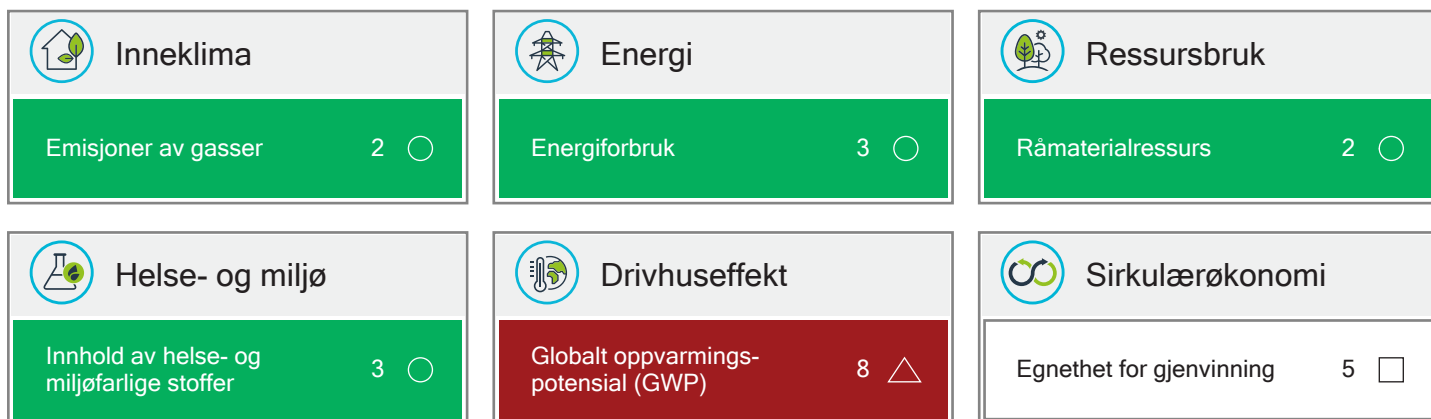 Inneklima
Emisjoner av gasser 2
Energi
Energiforbruk 3
Ressursbruk
Råmaterialressurs 2
Helse- og miljø
Innhold av helse- og
miljøfarlige stoffer 3
Drivhuseffekt
Globalt oppvarmings-
potensial (GWP) 8
Sirkulærøkonomi
Egnethet for gjenvinning 5